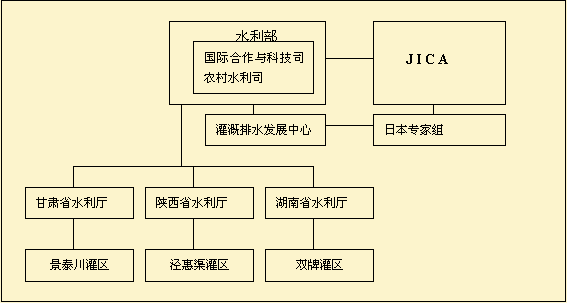 水利部
国际合作与科技司
农村水利司
JICA
灌溉排水发展中心
日本专家组
甘肃省水利厅
陕西省水利厅
湖南省水利厅
景泰川灌区
泾惠渠灌区
双牌灌区